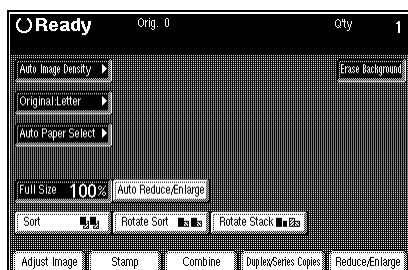 Ready Orig. 0 Q'ty 1
Auto Image Density Erase Background
Original:Letter
Auto Paper Select
Full Size 100% Auto Reduce/Enlarge
Sort Rotate Sort Rotate Stack
Adjust Image Stamp Combine Duplex/Series Copies Reduce/Enlarge